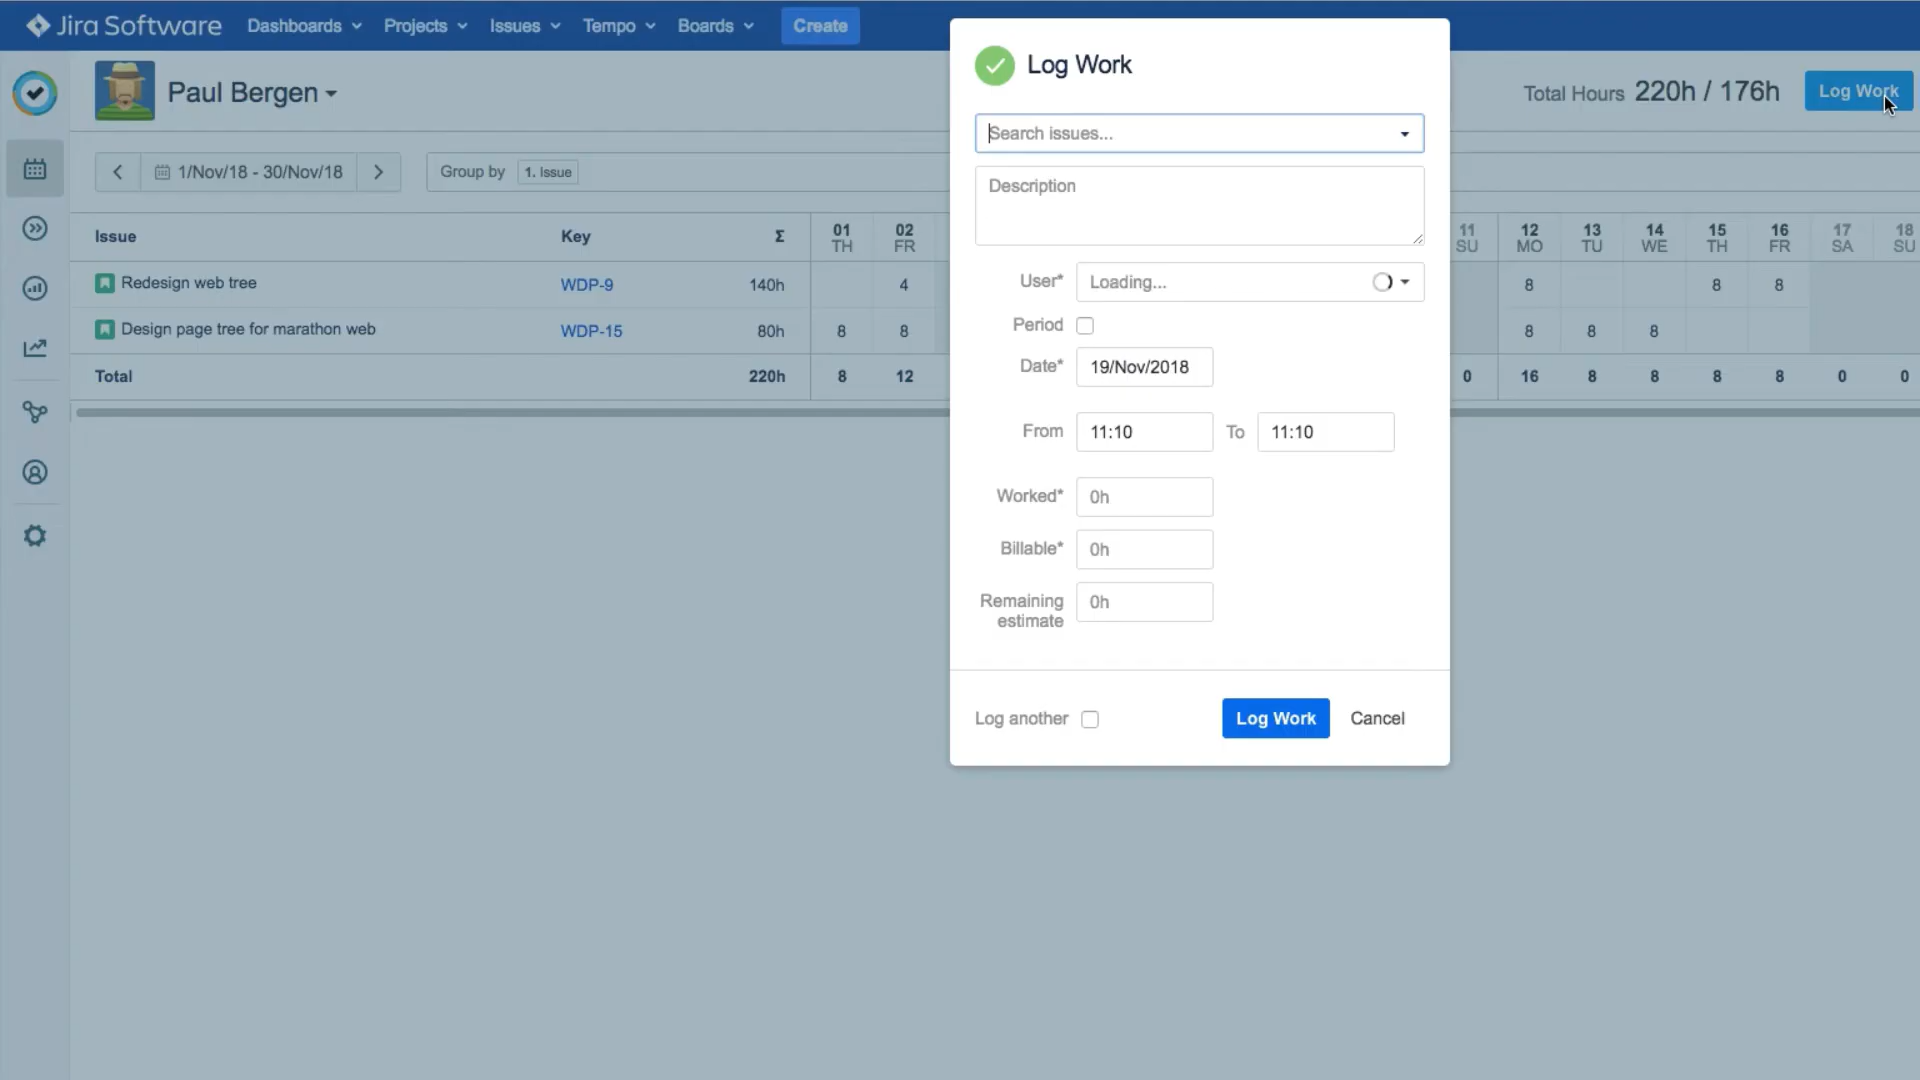 Jira Software Dashboards Projects Issues Tempo Boards Create
Paul Bergen
Total Hours 220h / 176h Log Work
1/Nov/18 - 30/Nov/18 Group by 1. Issue
Issue Key Σ 01 02 11 12 13 14 15 16 17 18
TH FR SU MO TU WE TH FR SA SU
Redesign web tree WDP-9 140h 4 8 8 8
Design page tree for marathon web WDP-15 80h 8 8 8 8 8
Total 220h 8 12 0 16 8 8 8 8 0 0
Log Work
Search issues...
Description
User* Loading...
Period
Date* 19/Nov/2018
From 11:10 To 11:10
Worked* 0h
Billable* 0h
Remaining 0h
estimate
Log another Log Work Cancel